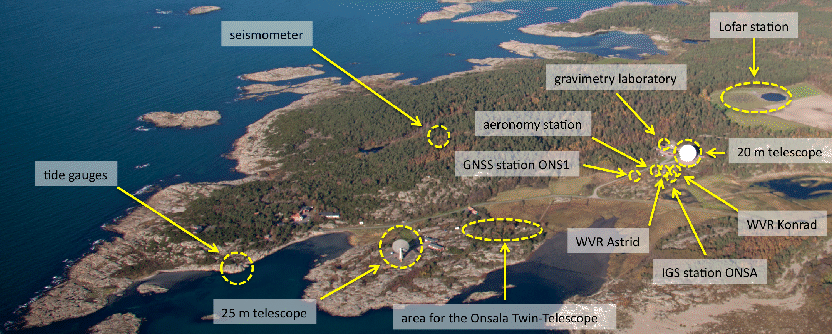 Lofar station
seismometer
gravimetry laboratory
aeronomy station
20 m telescope
GNSS station ONS1
tide gauges
WVR Konrad
WVR Astrid
IGS station ONSA
25 m telescope
area for the Onsala Twin-Telescope